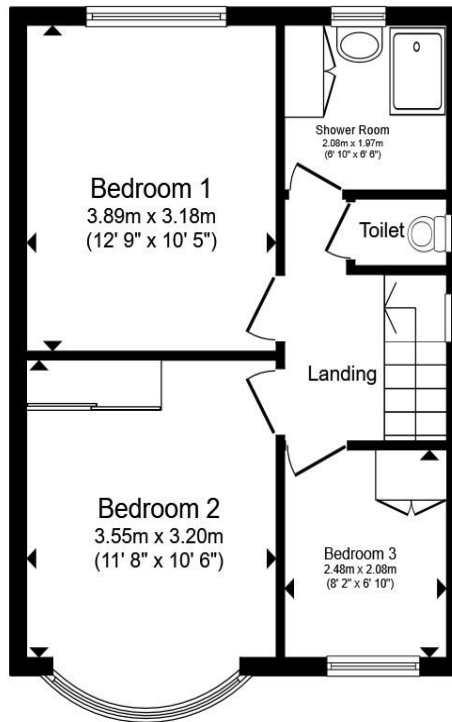 Shower Room
2.08m x 1.97m
(6' 10" x 6' 6")
Bedroom 1
3.89m x 3.18m
(12' 9" x 10' 5")
Toilet
Landing
Bedroom 2
3.55m x 3.20m
(11' 8" x 10' 6")
Bedroom 3
2.48m x 2.08m
(8' 2" x 6' 10")